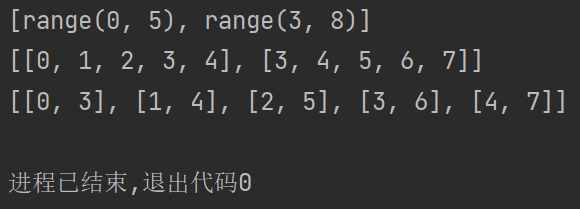 [range(0, 5), range(3, 8)]
[[0, 1, 2, 3, 4], [3, 4, 5, 6, 7]]
[[0, 3], [1, 4], [2, 5], [3, 6], [4, 7]]
进程已结束,退出代码0